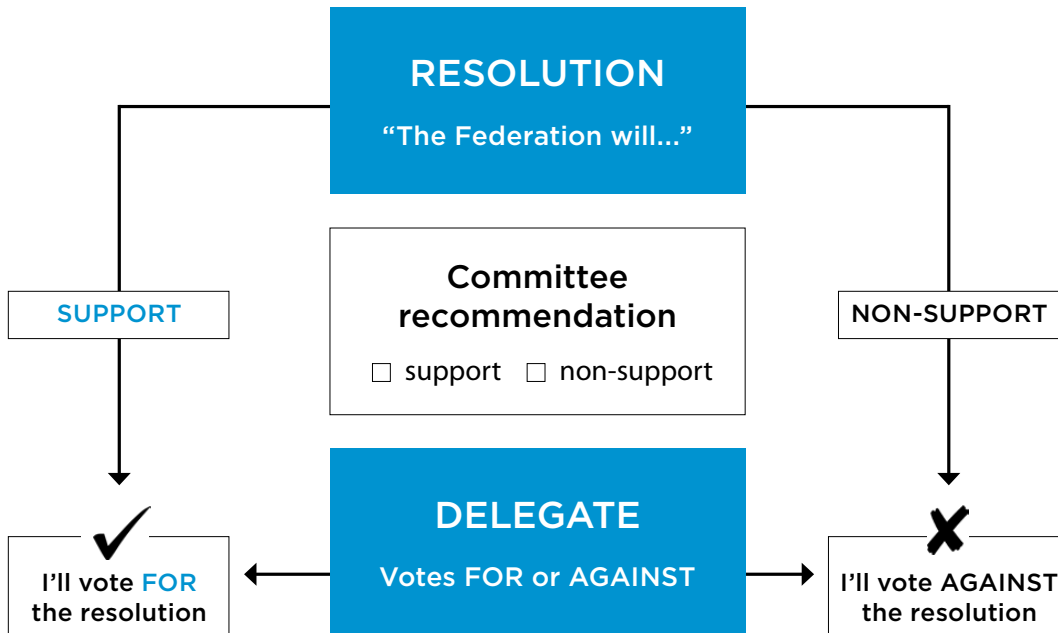 RESOLUTION
“The Federation will...”
Committee
recommendation
☐ support ☐ non-support
SUPPORT
NON-SUPPORT
DELEGATE
Votes FOR or AGAINST
I’ll vote FOR
the resolution
I’ll vote AGAINST
the resolution